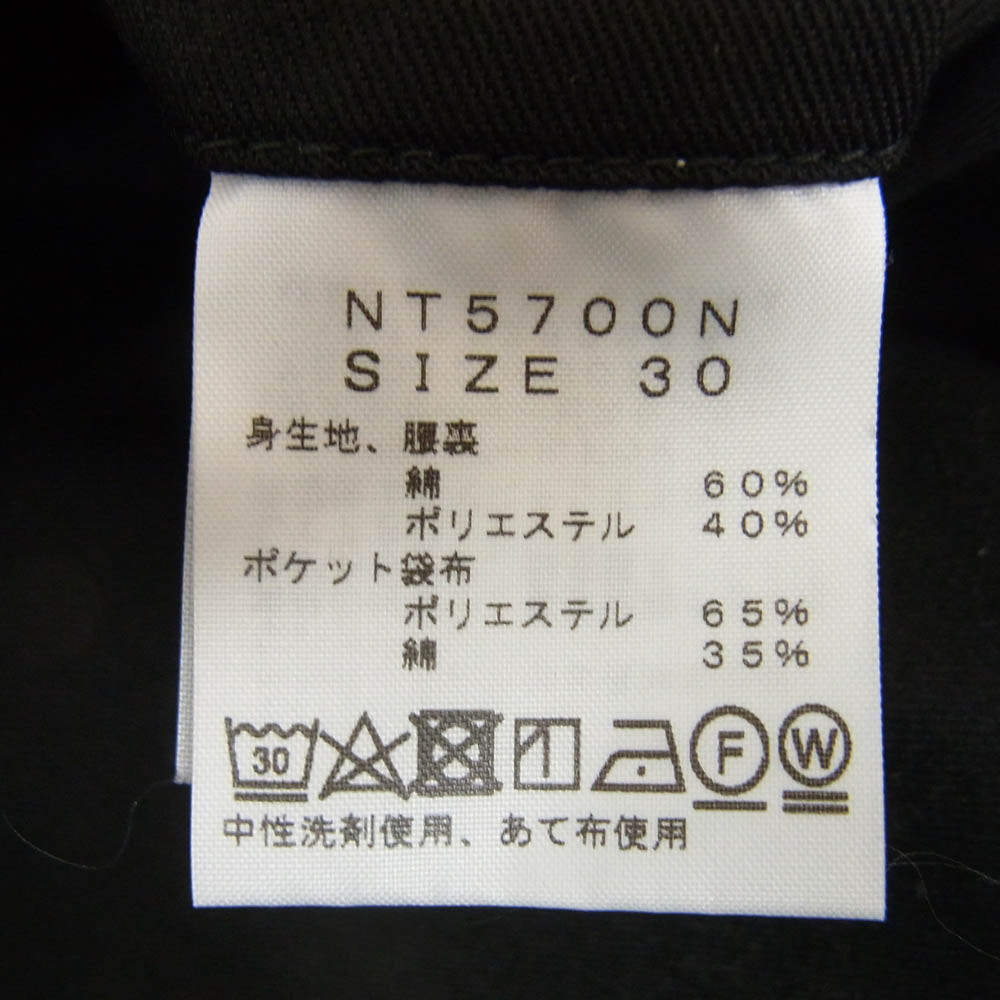 NT5700N
SIZE 30
身生地、腰裏
綿 60%
ポリエステル 40%
ポケット袋布
ポリエステル 65%
綿 35%
30 F W
中性洗剤使用、あて布使用